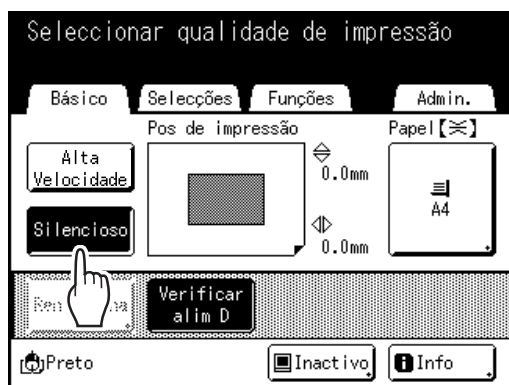 Seleccionar qualidade de impressão
Básico Selecções Funções Admin.
Pos de impressão Papel【】
Alta
Velocidade
0.0mm
A4
Silencioso
0.0mm
Verificar
alim D
Preto Inactivo Info